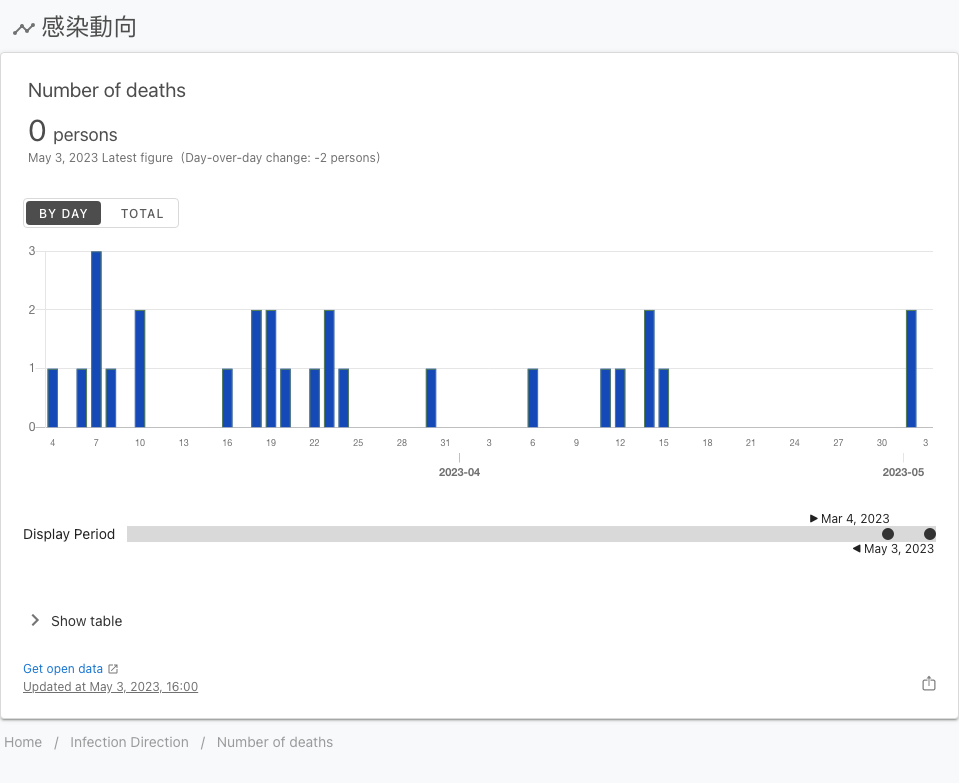 感染動向
Number of deaths
0 persons
May 3, 2023 Latest figure (Day-over-day change: -2 persons)
BY DAY TOTAL
3
2
1
0
4 7 10 13 16 19 22 25 28 31 3 6 9 12 15 18 21 24 27 30 3
2023-04 2023-05
Mar 4, 2023
Display Period
May 3, 2023
Show table
Get open data
Updated at May 3, 2023, 16:00
Home / Infection Direction / Number of deaths